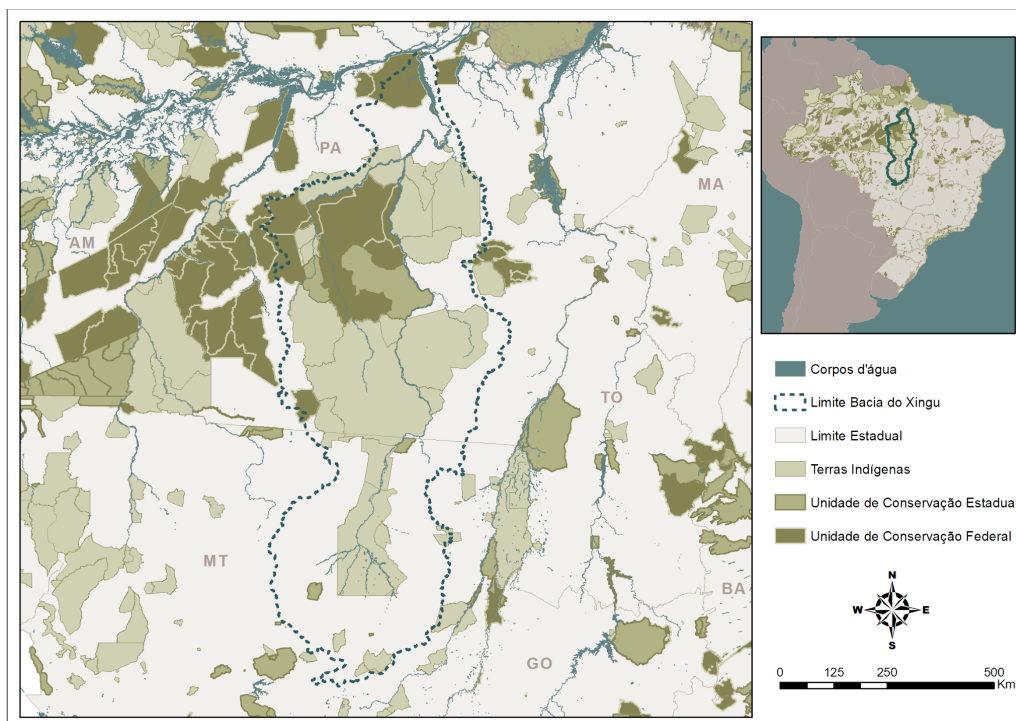 PA
MA
AM
TO
MT
BA
GO
Corpos d'água
Limite Bacia do Xingu
Limite Estadual
Terras Indígenas
Unidade de Conservação Estadua
Unidade de Conservação Federal
N
W E
S
0 250 500
Km